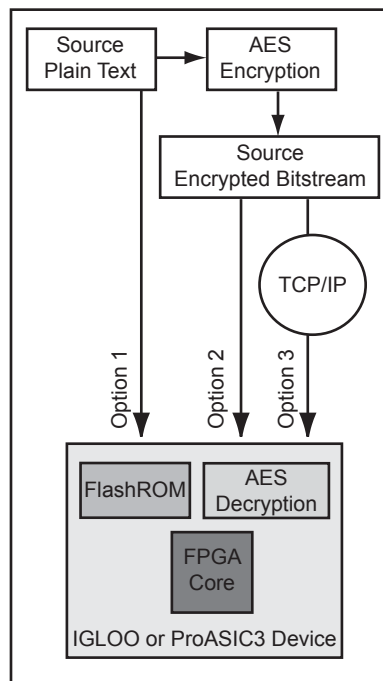 Source
Plain Text
AES
Encryption
Source
Encrypted Bitstream
TCP/IP
Option 1
Option 2
Option 3
FlashROM
AES
Decryption
FPGA
Core
IGLOO or ProASIC3 Device